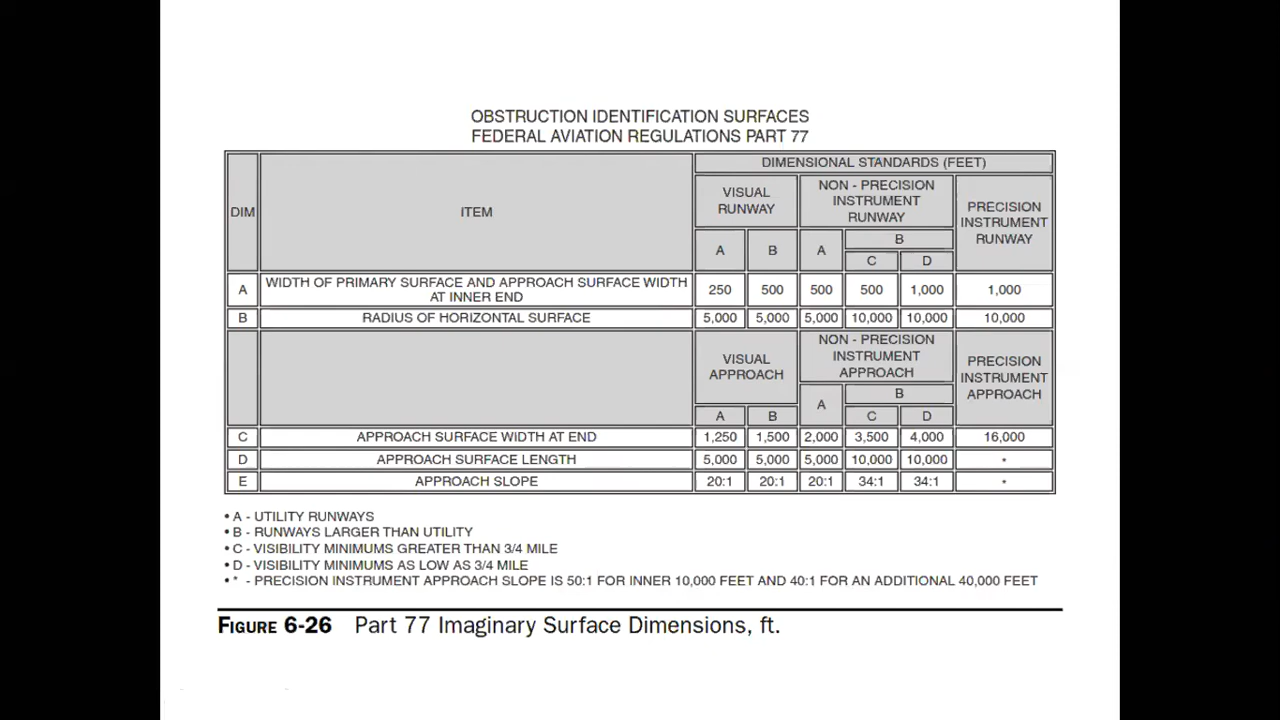 OBSTRUCTION IDENTIFICATION SURFACES
FEDERAL AVIATION REGULATIONS PART 77
DIM
ITEM
DIMENSIONAL STANDARDS (FEET)
VISUAL
RUNWAY
NON - PRECISION
INSTRUMENT
RUNWAY
PRECISION
INSTRUMENT
RUNWAY
A B A B
C D
A WIDTH OF PRIMARY SURFACE AND APPROACH SURFACE WIDTH
AT INNER END 250 500 500 500 1,000 1,000
B RADIUS OF HORIZONTAL SURFACE 5,000 5,000 5,000 10,000 10,000 10,000
VISUAL
APPROACH
NON - PRECISION
INSTRUMENT
APPROACH
PRECISION
INSTRUMENT
APPROACH
A B
A B C D
C APPROACH SURFACE WIDTH AT END 1,250 1,500 2,000 3,500 4,000 16,000
D APPROACH SURFACE LENGTH 5,000 5,000 5,000 10,000 10,000 *
E APPROACH SLOPE 20:1 20:1 20:1 34:1 34:1 *
• A - UTILITY RUNWAYS
• B - RUNWAYS LARGER THAN UTILITY
• C - VISIBILITY MINIMUMS GREATER THAN 3/4 MILE
• D - VISIBILITY MINIMUMS AS LOW AS 3/4 MILE
• * - PRECISION INSTRUMENT APPROACH SLOPE IS 50:1 FOR INNER 10,000 FEET AND 40:1 FOR AN ADDITIONAL 40,000 FEET
FIGURE 6-26 Part 77 Imaginary Surface Dimensions, ft.